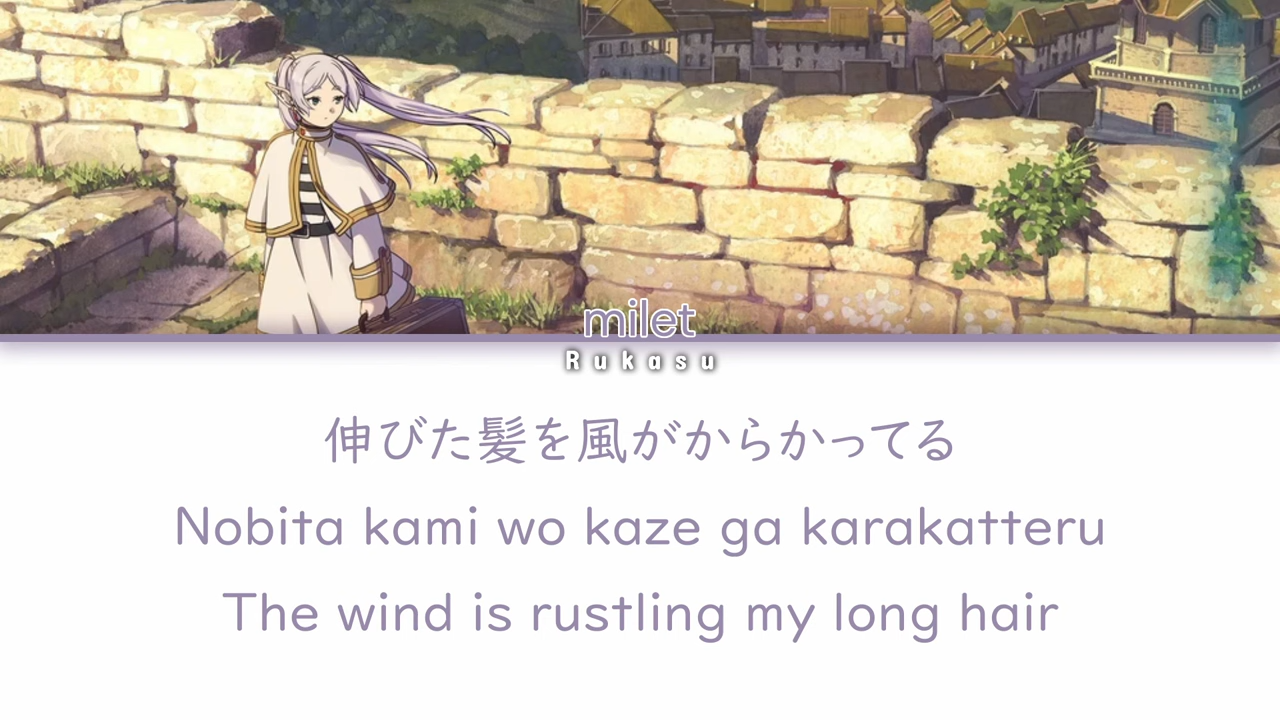 milet
Rukasu
伸びた髪を風がからかってる
Nobita kami wo kaze ga karakatteru
The wind is rustling my long hair